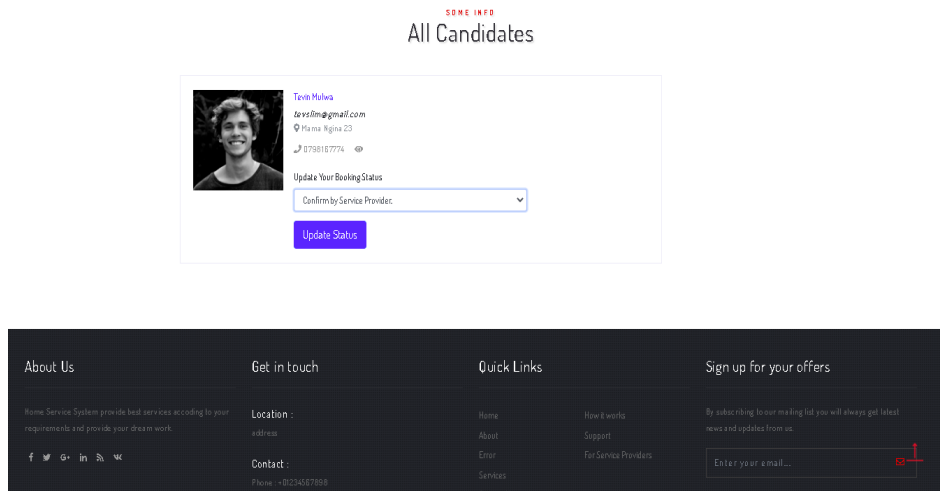 SOME INFO
All Candidates
Tevin Mulwa
tevslim@gmail.com
Mama Ngina 23
0798167774
Update Your Booking Status
Confirm by Service Provider.
Update Status
About Us
Home Service System provide best services accoding to your
requirements and provide your dream work.
Get in touch
Location :
address
Contact :
Phone : +01234567898
Quick Links
Home
About
Error
Services
How it works
Support
For Service Providers
Sign up for your offers
By subscribing to our mailing list you will always get latest
news and updates from us.
Enter your email...